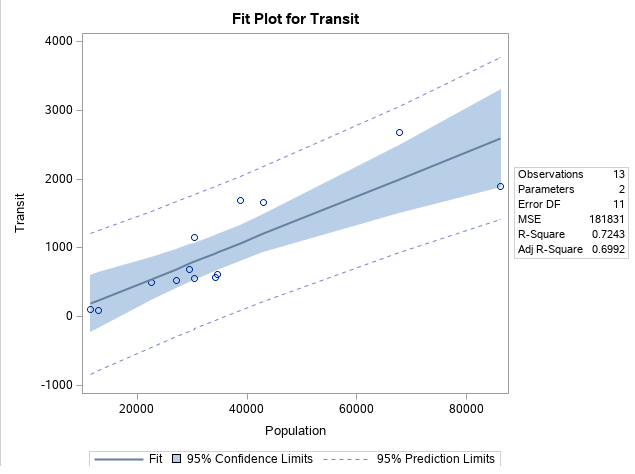 Fit Plot for Transit
4000
3000
2000
1000
0
-1000
Transit
20000 40000 60000 80000
Population
Observations 13
Parameters 2
Error DF 11
MSE 181831
R-Square 0.7243
Adj R-Square 0.6992
Fit 95% Confidence Limits 95% Prediction Limits